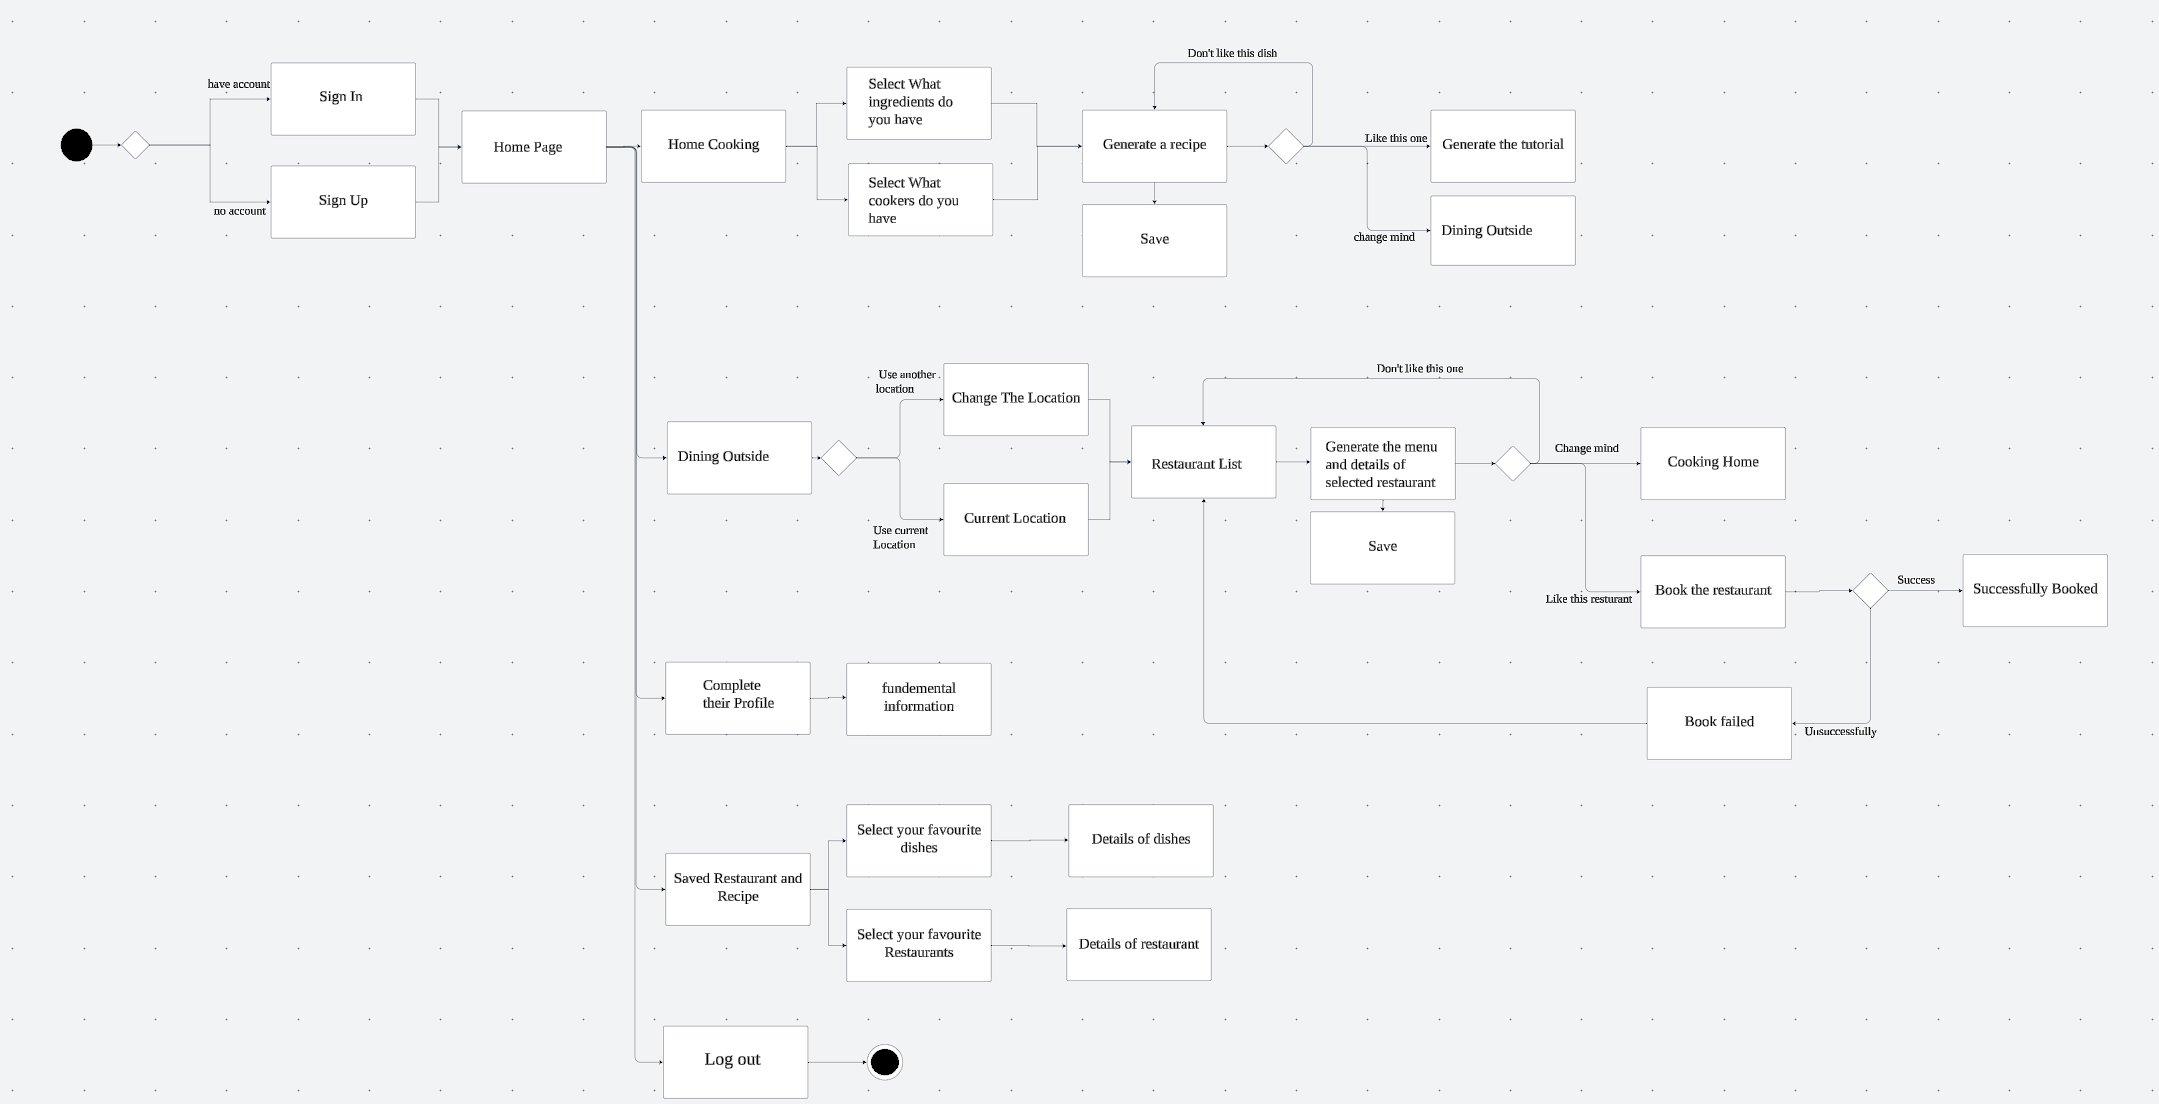 have account
Sign In
no account
Sign Up
Home Page
Home Cooking
Select What
ingredients do
you have
Select What
cookers do you
have
Don't like this dish
Generate a recipe
Save
Like this one
Generate the tutorial
change mind
Dining Outside
Dining Outside
Use another
location
Change The Location
Use current
Location
Current Location
Don't like this one
Restaurant List
Generate the menu
and details of
selected restaurant
Save
Change mind
Cooking Home
Like this resturant
Book the restaurant
Success
Successfully Booked
Unsuccessfully
Book failed
Complete
their Profile
fundemental
information
Saved Restaurant and
Recipe
Select your favourite
dishes
Details of dishes
Select your favourite
Restaurants
Details of restaurant
Log out